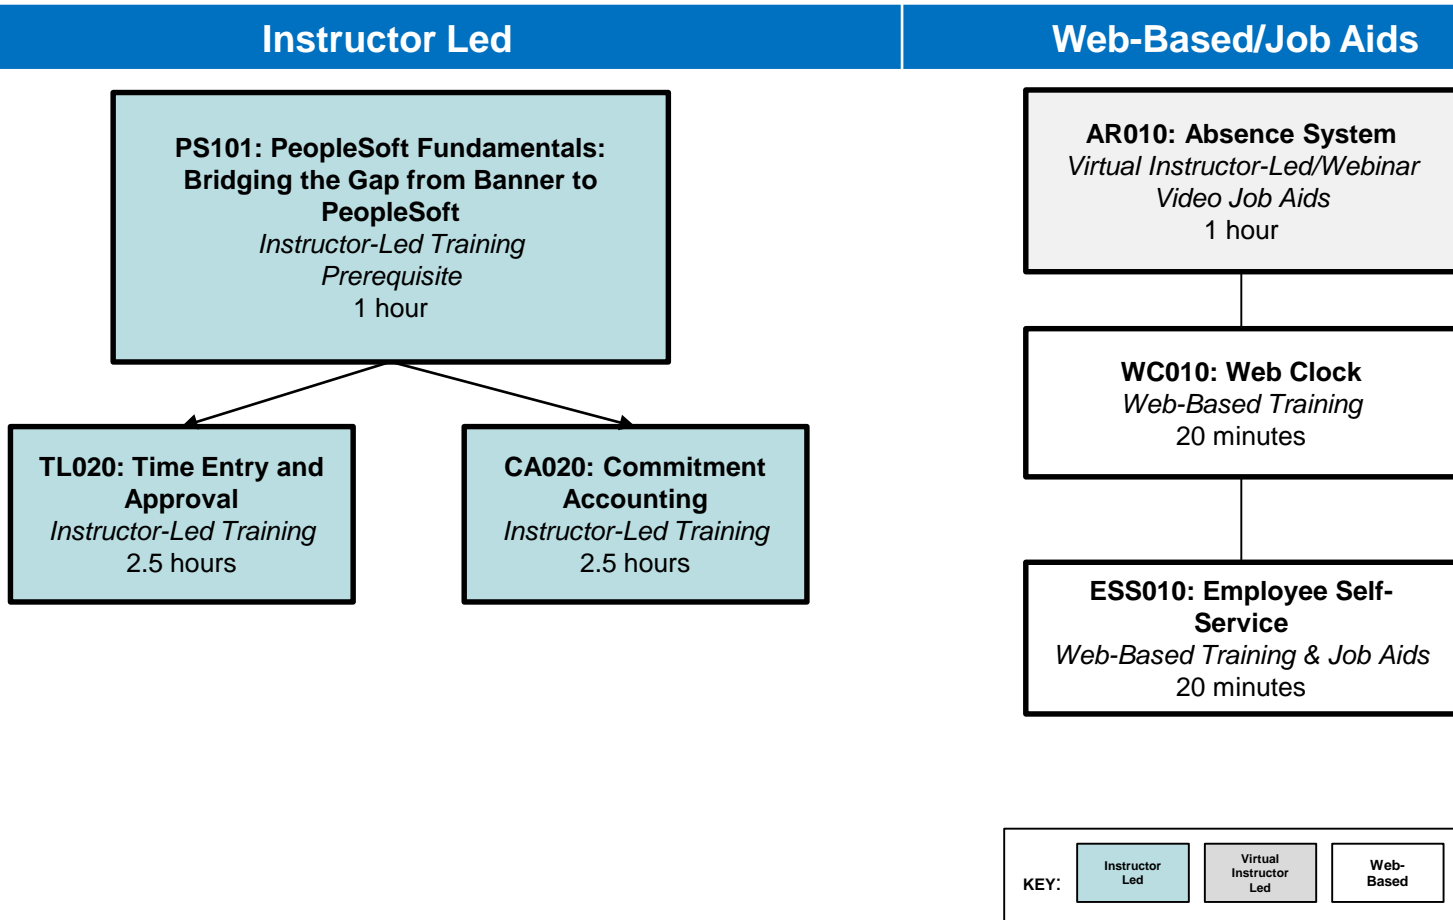 Instructor Led
Web-Based/Job Aids
PS101: PeopleSoft Fundamentals:
Bridging the Gap from Banner to
PeopleSoft
Instructor-Led Training
Prerequisite
1 hour
TL020: Time Entry and
Approval
Instructor-Led Training
2.5 hours
CA020: Commitment
Accounting
Instructor-Led Training
2.5 hours
AR010: Absence System
Virtual Instructor-Led/Webinar
Video Job Aids
1 hour
WC010: Web Clock
Web-Based Training
20 minutes
ESS010: Employee Self-
Service
Web-Based Training & Job Aids
20 minutes
KEY:
Instructor
Led
Virtual
Instructor
Led
Web-
Based